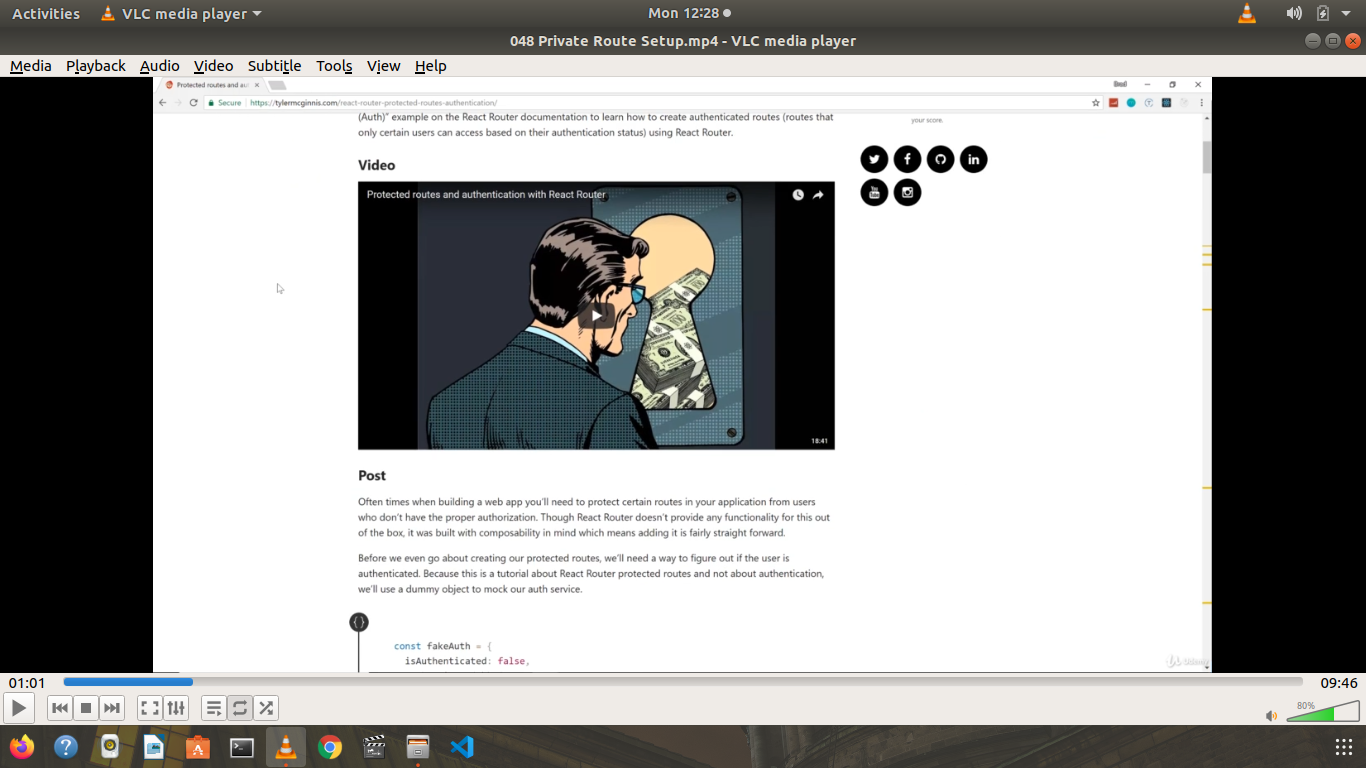 Activities
VLC media player
Mon 12:28
048 Private Route Setup.mp4 - VLC media player
Media Playback Audio Video Subtitle Tools View Help
Protected routes and au
Secure https://tylermcginnis.com/react-router-protected-routes-authentication/
(Auth)" example on the React Router documentation to learn how to create authenticated routes (routes that
only certain users can access based on their authentication status) using React Router.
your score.
Video
Protected routes and authentication with React Router
You Tube
18:41
Post
Often times when building a web app you'll need to protect certain routes in your application from users
who don't have the proper authorization. Though React Router doesn't provide any functionality for this out
of the box, it was built with composability in mind which means adding it is fairly straight forward.
Before we even go about creating our protected routes, we'll need a way to figure out if the user is
authenticated. Because this is a tutorial about React Router protected routes and not about authentication,
we'll use a dummy object to mock our auth service.
{}
const fakeAuth = {
isAuthenticated: false,
01:01
09:46
80%